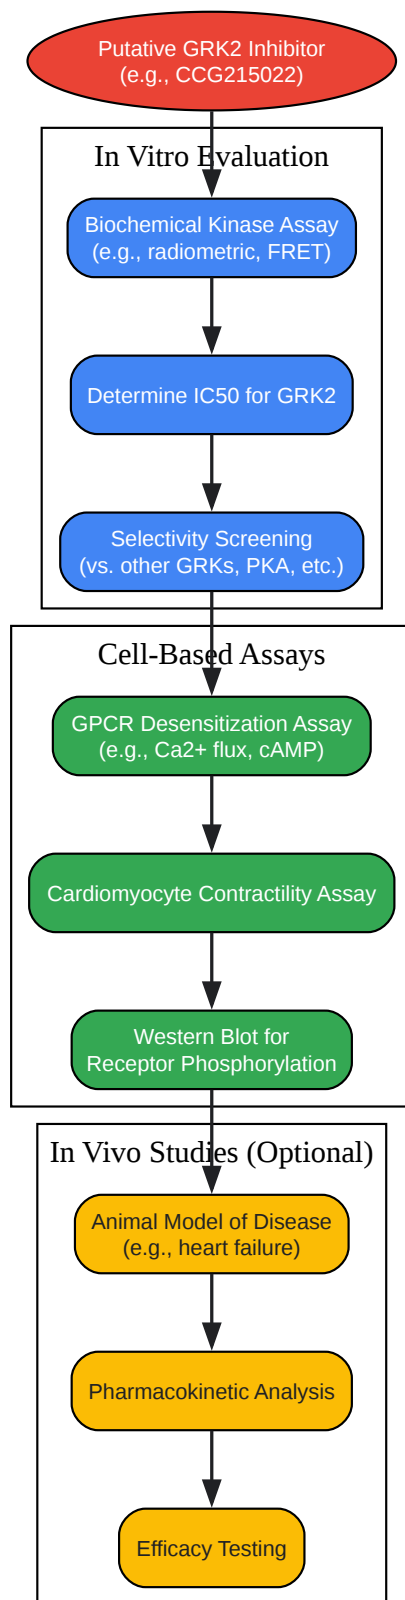 Putative GRK2 Inhibitor
(e.g., CCG215022)
In Vitro Evaluation
Biochemical Kinase Assay
(e.g., radiometric, FRET)
Determine IC50 for GRK2
Selectivity Screening
(vs. other GRKs, PKA, etc.)
Cell-Based Assays
GPCR Desensitization Assay
(e.g., Ca2+ flux, cAMP)
Cardiomyocyte Contractility Assay
Western Blot for
Receptor Phosphorylation
In Vivo Studies (Optional)
Animal Model of Disease
(e.g., heart failure)
Pharmacokinetic Analysis
Efficacy Testing